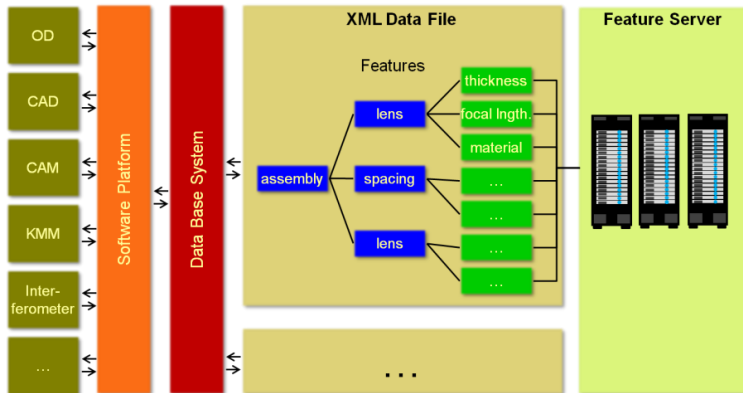 OD
CAD
CAM
KMM
Inter-
ferometer
...
Software Platform
Data Base System
XML Data File
Features
assembly
lens
spacing
lens
thickness
focal lngth.
material
...
...
...
...
...
Feature Server